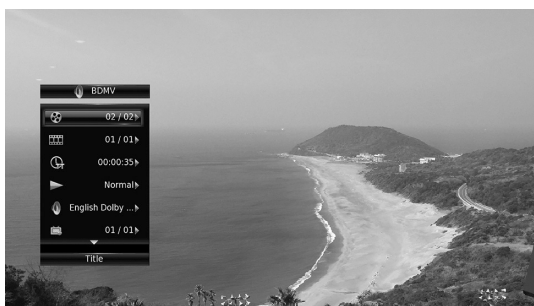 BDMV
02 / 02
01 / 01
00:00:35
Normal
English Dolby ...
01 / 01
Title